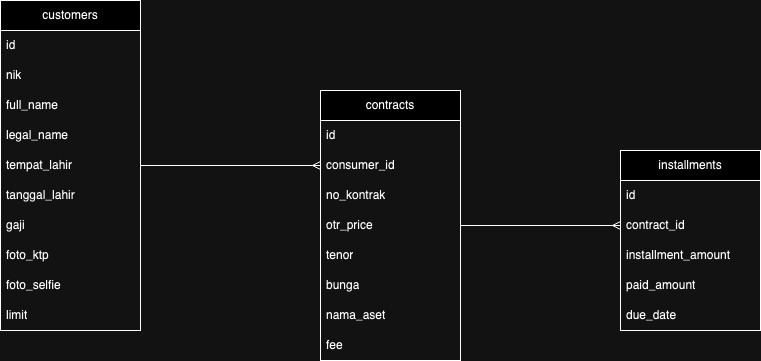 customers
id
nik
full_name
legal_name
tempat_lahir
tanggal_lahir
gaji
foto_ktp
foto_selfie
limit
contracts
id
consumer_id
no_kontrak
otr_price
tenor
bunga
nama_aset
fee
installments
id
contract_id
installment_amount
paid_amount
due_date